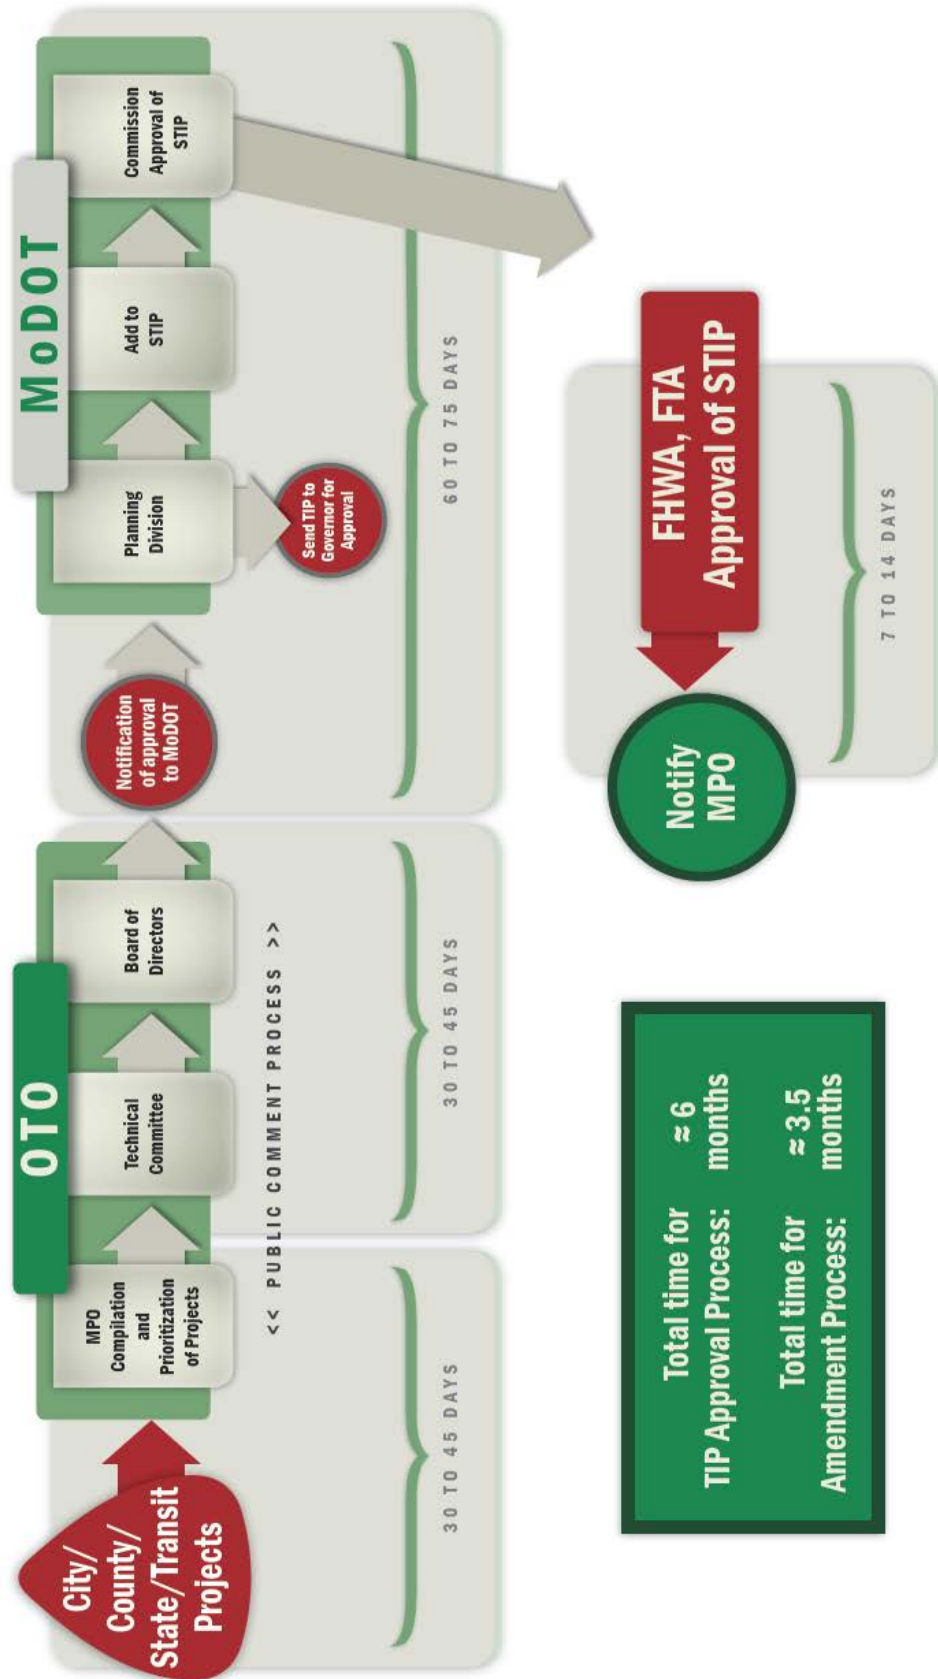 OTO
MoDOT
City/
County/
State/Transit
Projects
MPO
Compilation
and
Prioritization
of Projects
Technical
Committee
Board of
Directors
Notification
of approval
to MoDOT
Planning
Division
Add to
STIP
Commission
Approval of
STIP
Send TIP to
Governor for
Approval
<< PUBLIC COMMENT PROCESS >>
30 TO 45 DAYS
30 TO 45 DAYS
60 TO 75 DAYS
Total time for
TIP Approval Process:
≈ 6
months
Total time for
Amendment Process:
≈ 3.5
months
Notify
MPO
FHWA, FTA
Approval of STIP
7 TO 14 DAYS